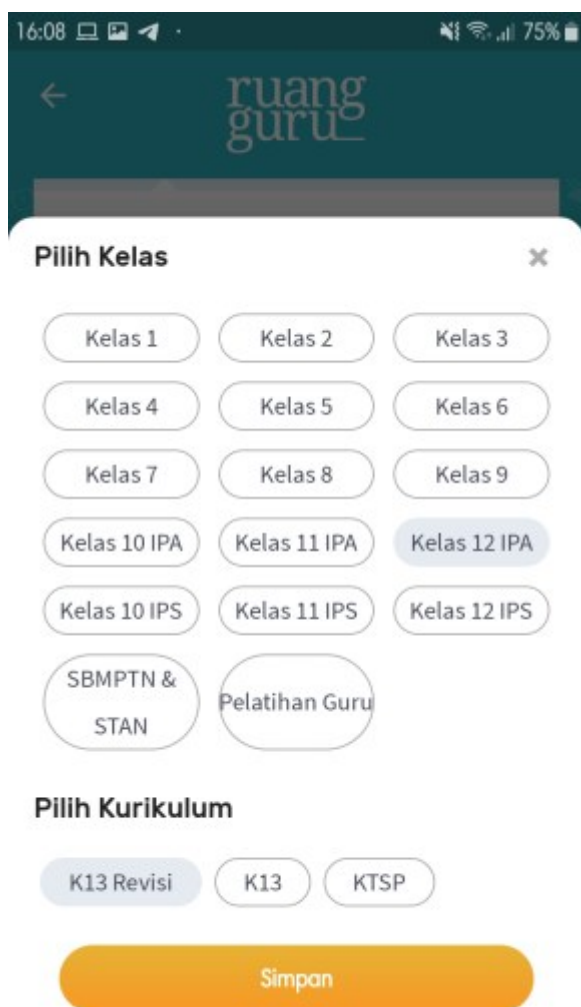 16:08 75%
ruang
guru
Pilih Kelas
Kelas 1 Kelas 2 Kelas 3
Kelas 4 Kelas 5 Kelas 6
Kelas 7 Kelas 8 Kelas 9
Kelas 10 IPA Kelas 11 IPA Kelas 12 IPA
Kelas 10 IPS Kelas 11 IPS Kelas 12 IPS
SBMPTN &
STAN
Pelatihan Guru
Pilih Kurikulum
K13 Revisi K13 KTSP
Simpan